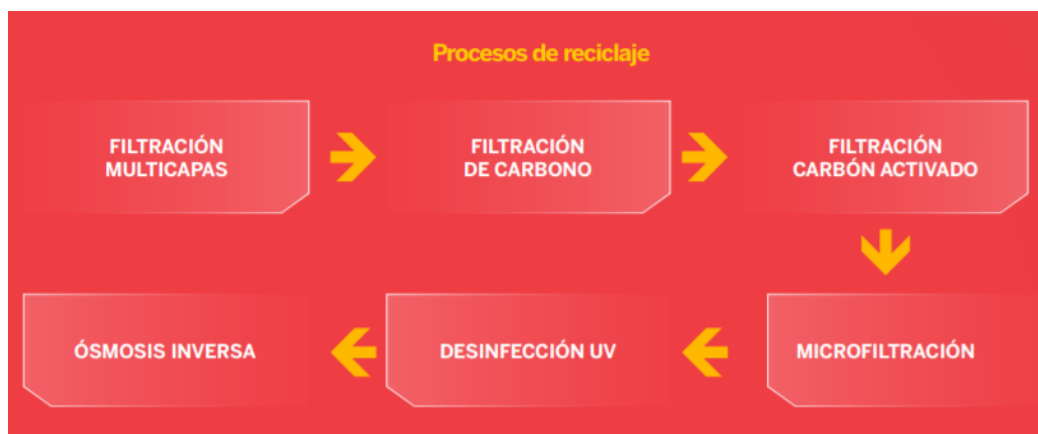 Procesos de reciclaje
FILTRACIÓN
MULTICAPAS
FILTRACIÓN
DE CARBONO
FILTRACIÓN
CARBÓN ACTIVADO
MICROFILTRACIÓN
DESINFECCIÓN UV
ÓSMOSIS INVERSA